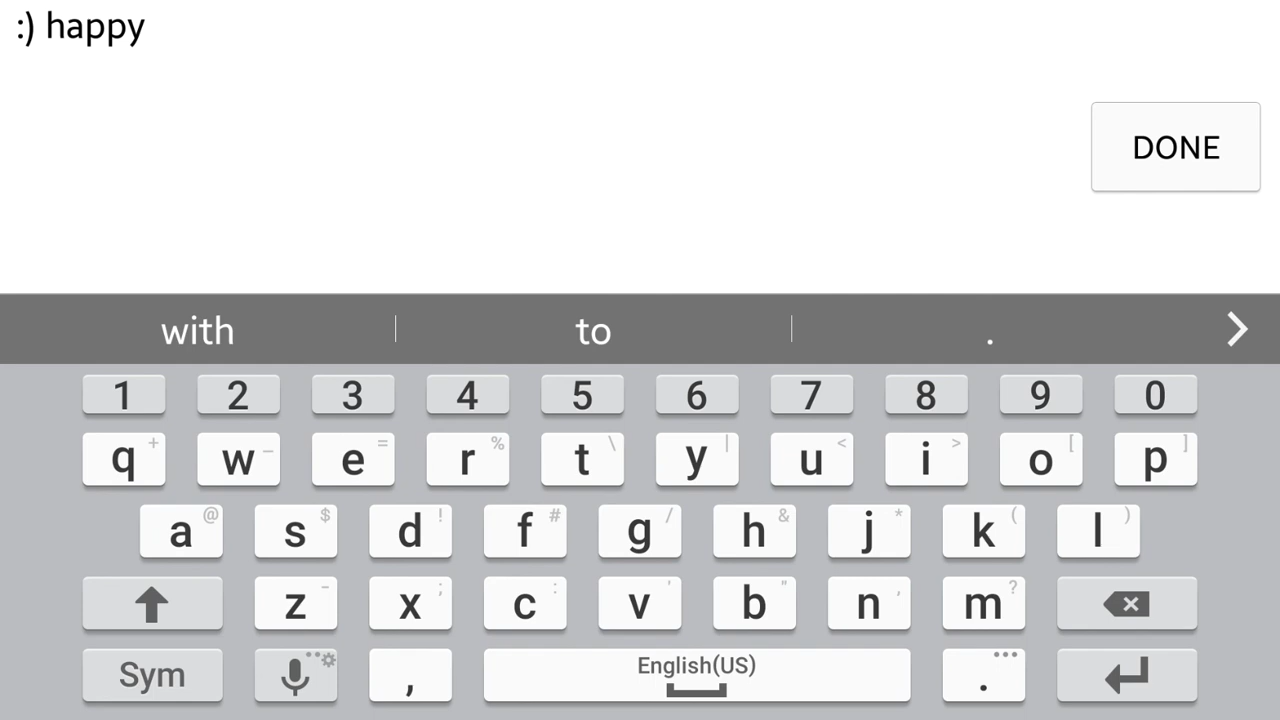 :) happy
DONE
with to .
1 2 3 4 5 6 7 8 9 0
q + w _ e = r % t \ y | u < i > o [ p ]
a @ s $ d ! f # g / h & j * k ( l )
z - x ; c : v ' b " n , m ?
Sym , English(US) . ...